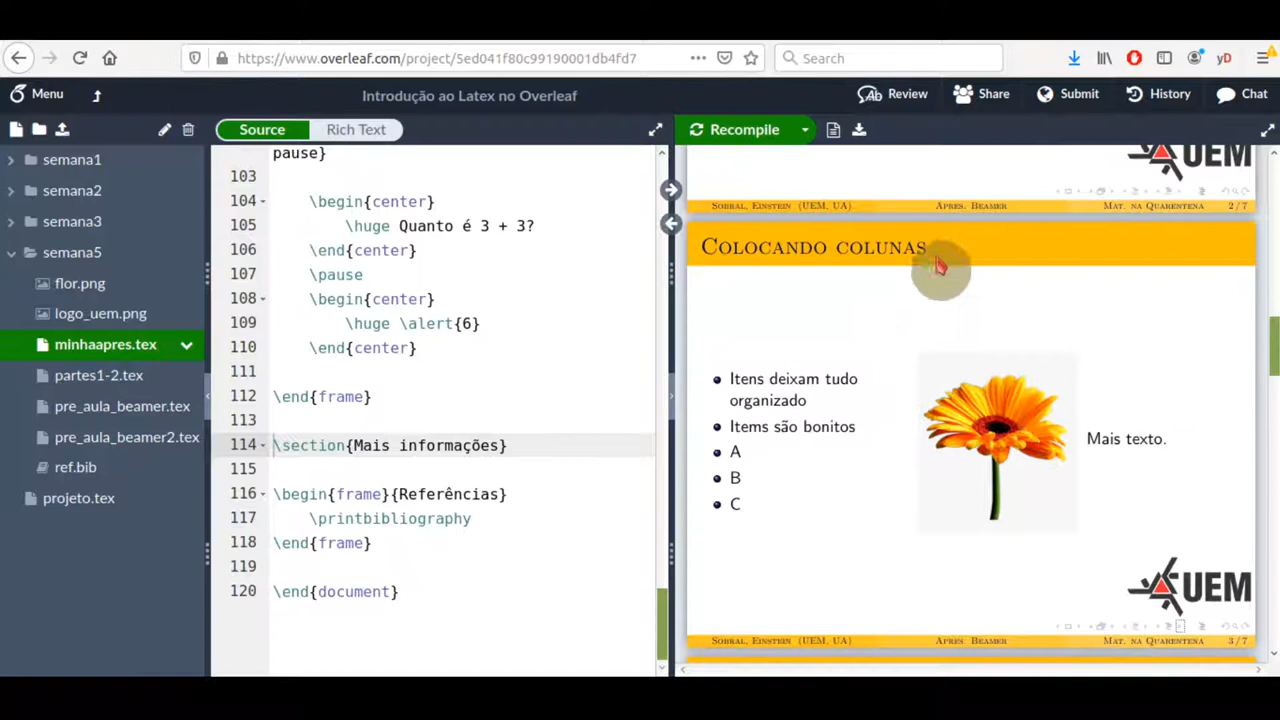 https://www.overleaf.com/project/5ed041f80c99190001db4fd7
Search
Menu
Introdução ao Latex no Overleaf
Review
Share
Submit
History
Chat
Source
Rich Text
Recompile
semana1
semana2
semana3
semana5
flor.png
logo_uem.png
minhaapres.tex
partes1-2.tex
pre_aula_beamer.tex
pre_aula_beamer2.tex
ref.bib
projeto.tex
pause}
103
104 \begin{center}
105 \huge Quanto é 3 + 3?
106 \end{center}
107 \pause
108 \begin{center}
109 \huge \alert{6}
110 \end{center}
111
112 \end{frame}
113
114 \section{Mais informações}
115
116 \begin{frame}{Referências}
117 \printbibliography
118 \end{frame}
119
120 \end{document}
UEM
Sobral, Einstein (UEM, UA) Apres. Beamer Mat. na Quarentena 2 / 7
Colocando colunas
Itens deixam tudo
organizado
Items são bonitos
A
B
C
Mais texto.
UEM
Sobral, Einstein (UEM, UA) Apres. Beamer Mat. na Quarentena 3 / 7